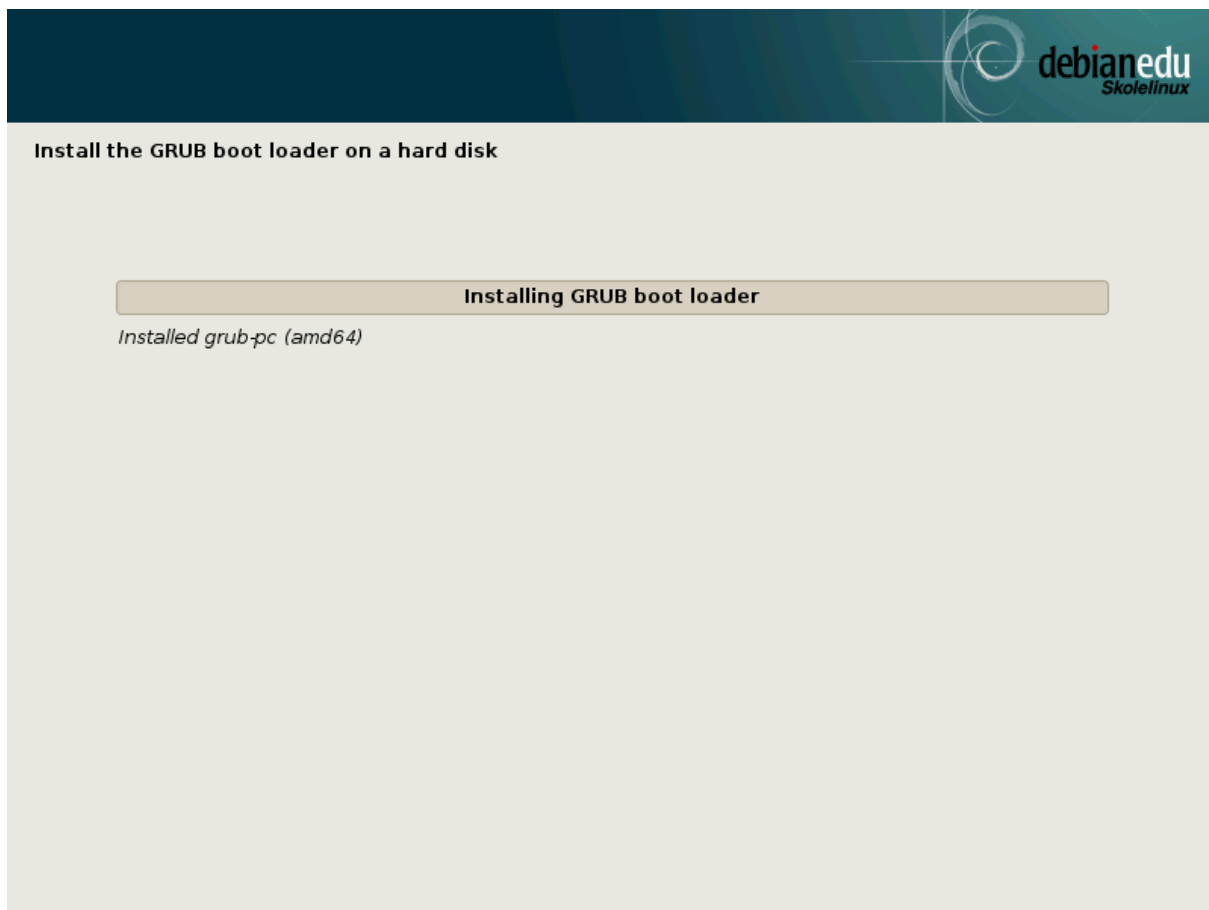 debianedu
Skolelinux
Install the GRUB boot loader on a hard disk
Installing GRUB boot loader
Installed grub-pc (amd64)